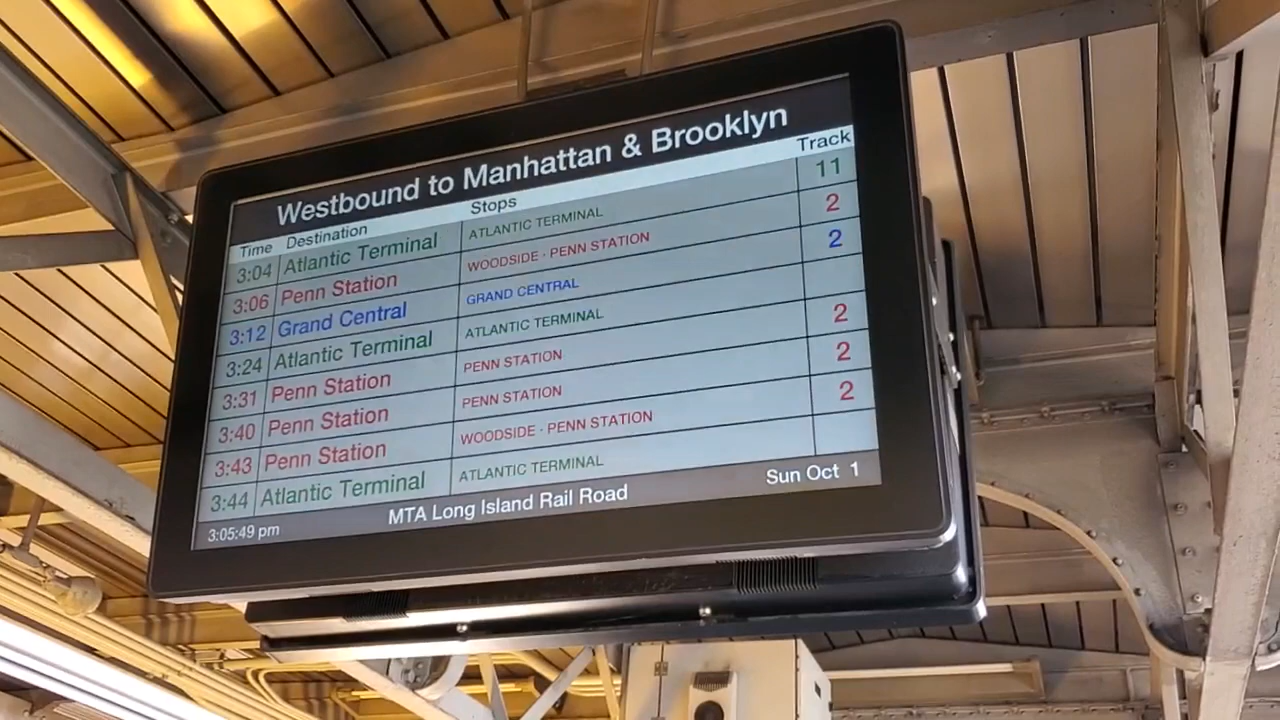 Westbound to Manhattan & Brooklyn
Time Destination Stops Track
3:04 Atlantic Terminal ATLANTIC TERMINAL 11
3:06 Penn Station WOODSIDE · PENN STATION 2
3:12 Grand Central GRAND CENTRAL 2
3:24 Atlantic Terminal ATLANTIC TERMINAL
3:31 Penn Station PENN STATION 2
3:40 Penn Station PENN STATION 2
3:43 Penn Station WOODSIDE · PENN STATION 2
3:44 Atlantic Terminal ATLANTIC TERMINAL
3:05:49 pm MTA Long Island Rail Road Sun Oct 1